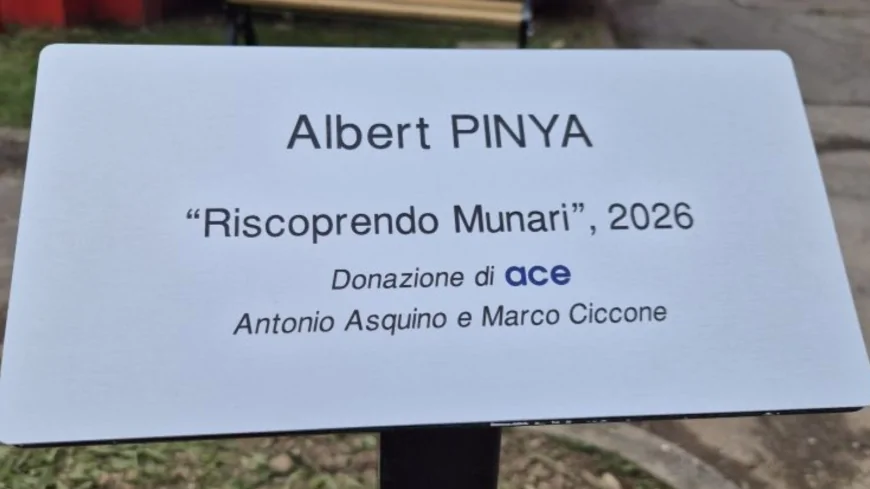 Albert PINYA
“Riscoprendo Munari”, 2026
Donazione di ace
Antonio Asquino e Marco Ciccone